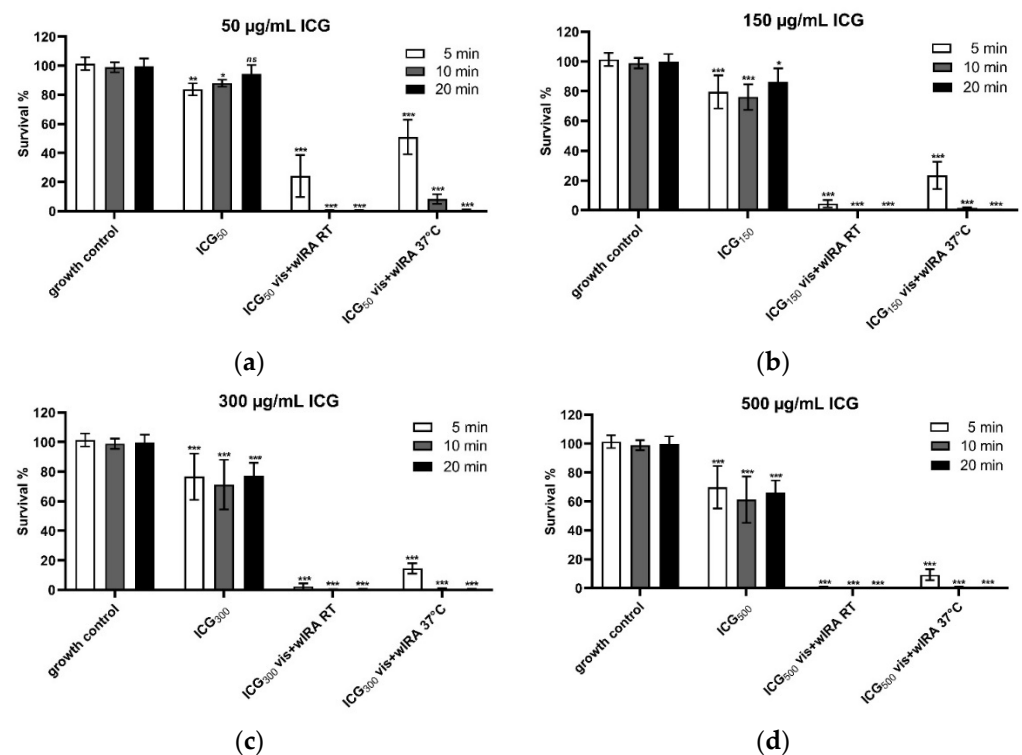 50 µg/mL ICG
120
100
80
60
40
20
0
Survival %
5 min
10 min
20 min
** * ns
*** *** ***
*** *** ***
growth control
ICG₅₀
ICG₅₀ vis+wIRA RT
ICG₅₀ vis+wIRA 37°C
(a)
150 µg/mL ICG
120
100
80
60
40
20
0
Survival %
5 min
10 min
20 min
*** *** *
*** *** ***
*** *** ***
growth control
ICG₁₅₀
ICG₁₅₀ vis+wIRA RT
ICG₁₅₀ vis+wIRA 37°C
(b)
300 µg/mL ICG
120
100
80
60
40
20
0
Survival %
5 min
10 min
20 min
*** *** ***
*** *** ***
*** *** ***
growth control
ICG₃₀₀
ICG₃₀₀ vis+wIRA RT
ICG₃₀₀ vis+wIRA 37°C
(c)
500 µg/mL ICG
120
100
80
60
40
20
0
Survival %
5 min
10 min
20 min
*** *** ***
*** *** ***
*** *** ***
growth control
ICG₅₀₀
ICG₅₀₀ vis+wIRA RT
ICG₅₀₀ vis+wIRA 37°C
(d)